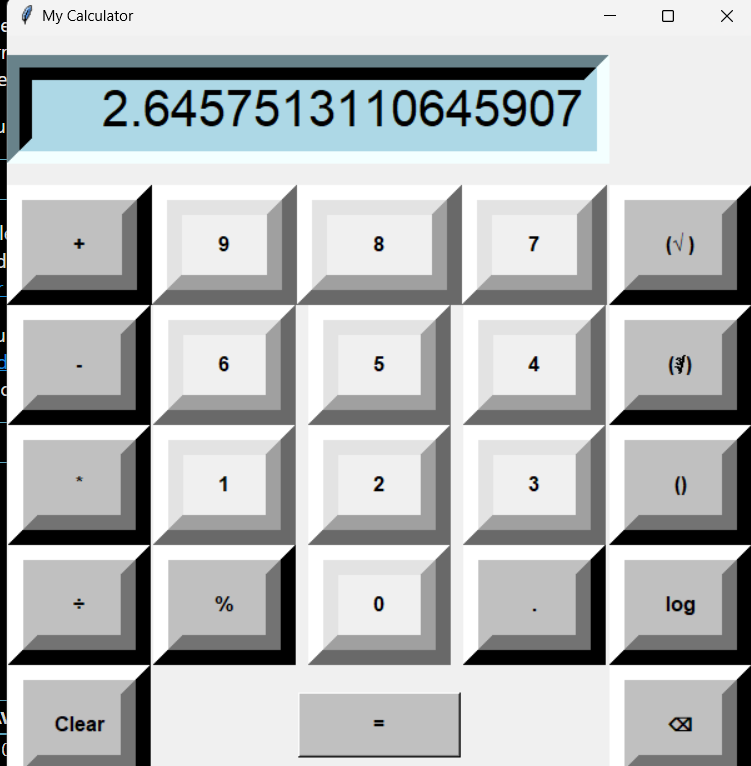 My Calculator
2.6457513110645907
+ 9 8 7 (√ )
- 6 5 4 (∛)
* 1 2 3 ()
÷ % 0 . log
Clear = ⌫